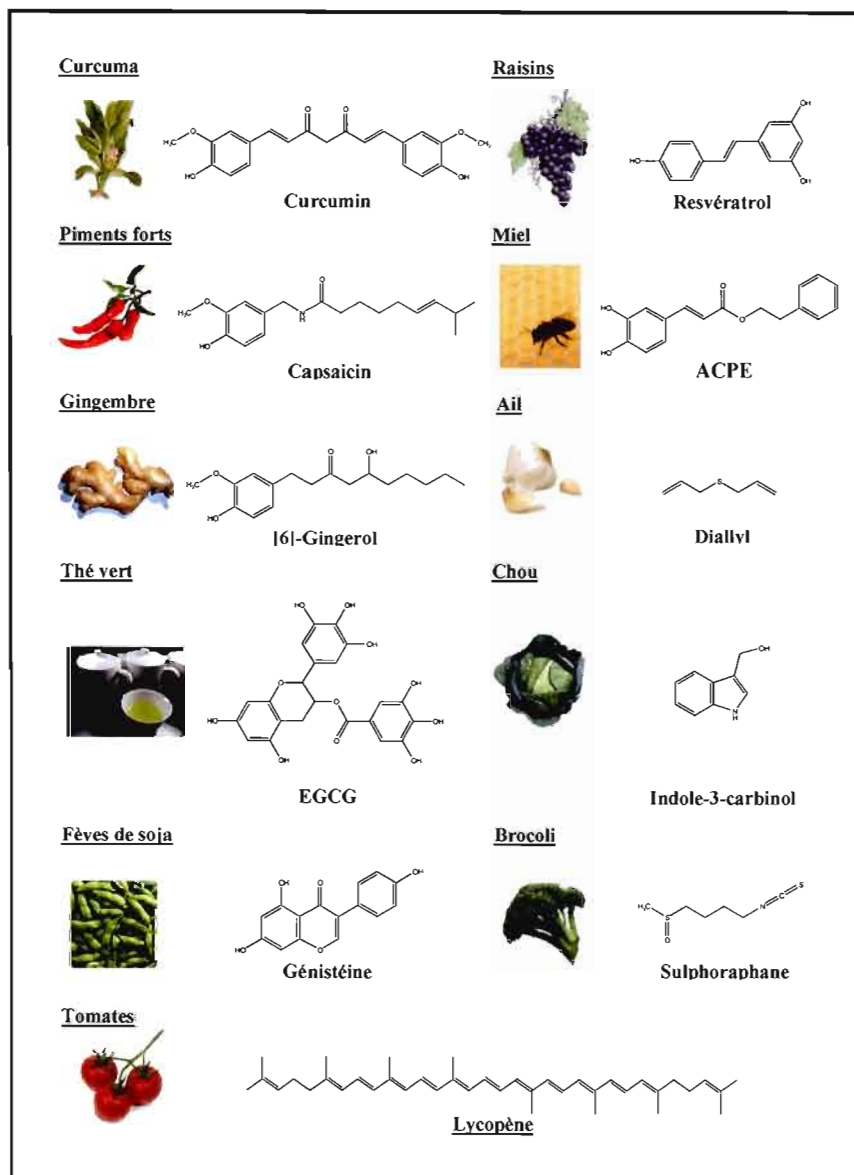 Curcuma
Curcumin
Raisins
Resvératrol
Piments forts
Capsaicin
Miel
ACPE
Gingembre
[6]-Gingerol
Ail
Diallyl
Thé vert
EGCG
Chou
Indole-3-carbinol
Fèves de soja
Génistéine
Brocoli
Sulphoraphane
Tomates
Lycopène